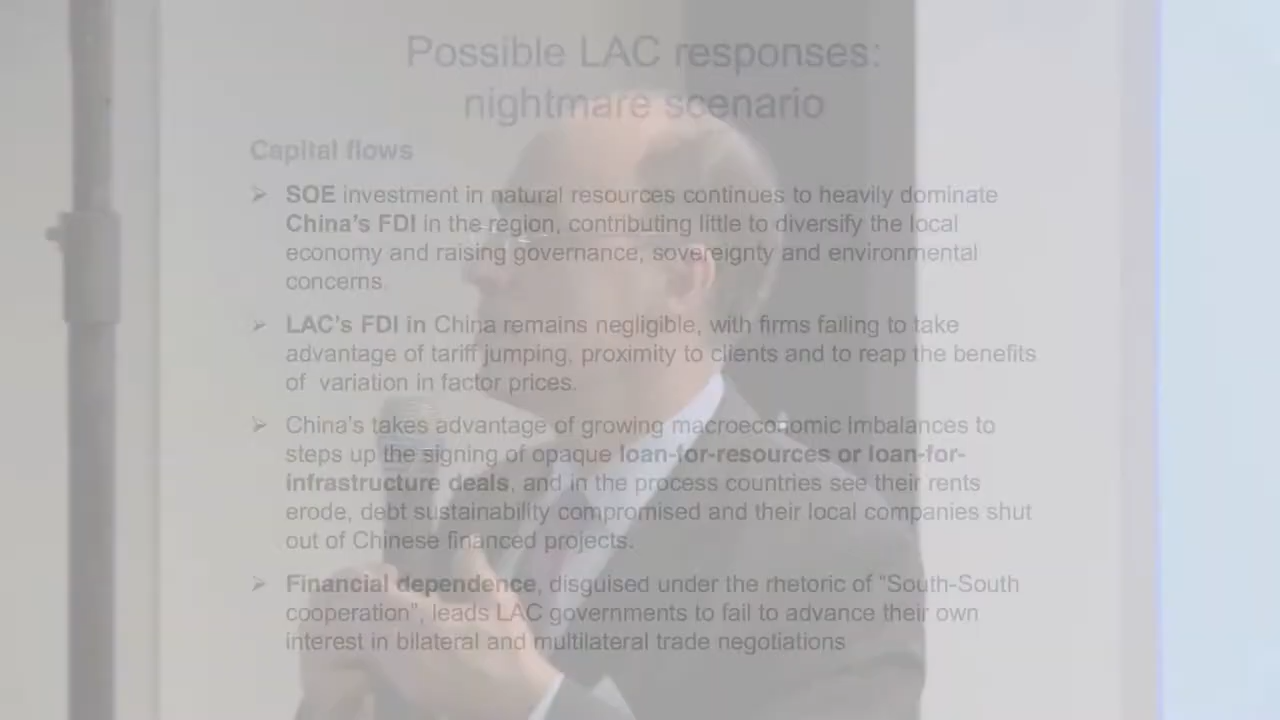 Possible LAC responses:
nightmare scenario
Capital flows
➢ SOE investment in natural resources continues to heavily dominate
China's FDI in the region, contributing little to diversify the local
economy and raising governance, sovereignty and environmental
concerns.
➢ LAC's FDI in China remains negligible, with firms failing to take
advantage of tariff jumping, proximity to clients and to reap the benefits
of variation in factor prices.
➢ China's takes advantage of growing macroeconomic imbalances to
steps up the signing of opaque loan-for-resources or loan-for-
infrastructure deals, and in the process countries see their rents
erode, debt sustainability compromised and their local companies shut
out of Chinese financed projects.
➢ Financial dependence, disguised under the rhetoric of “South-South
cooperation”, leads LAC governments to fail to advance their own
interest in bilateral and multilateral trade negotiations